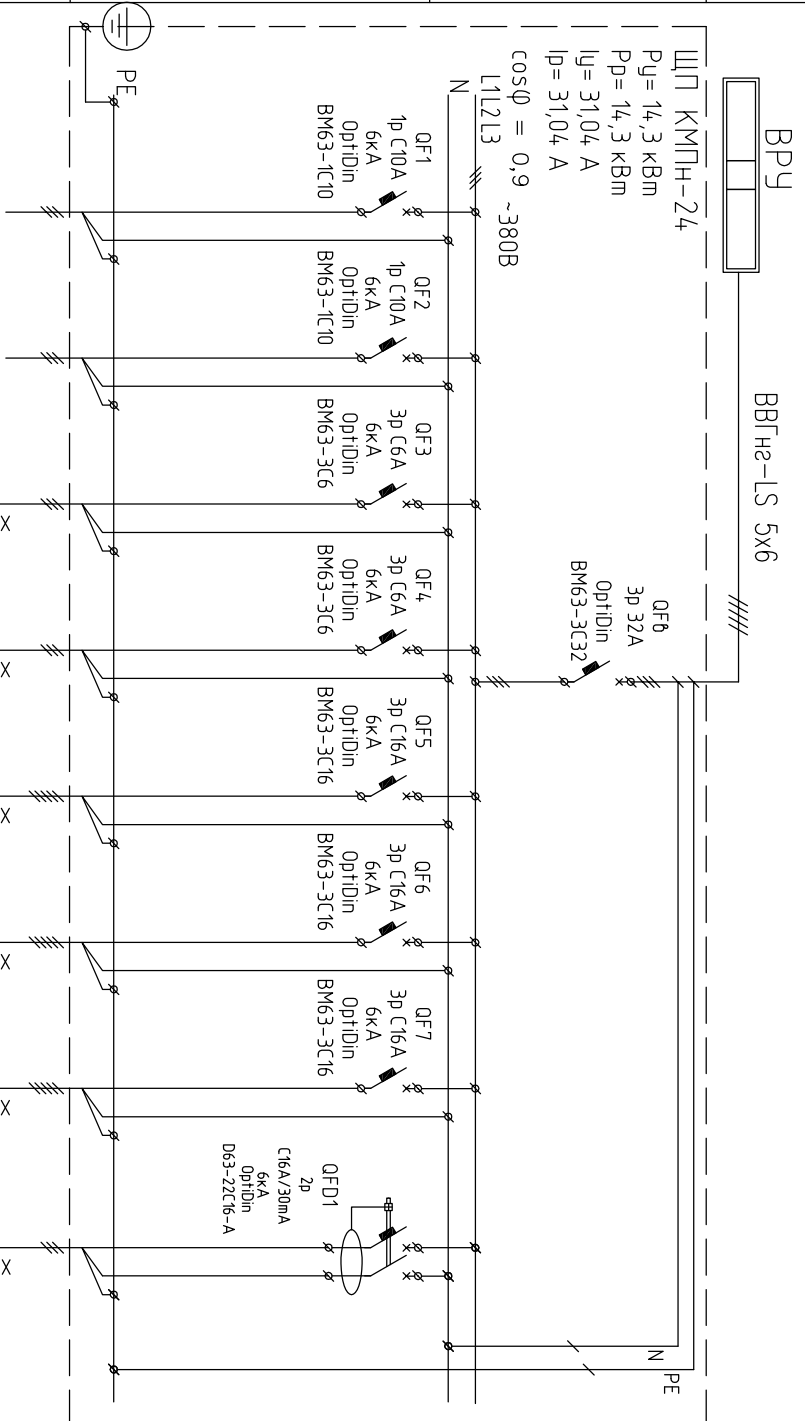 ВРУ
ВВГнг-LS 5х6
ЩП КМПн-24
Ру= 14,3 кВт
Рр= 14,3 кВт
Iу= 31,04 А
Iр= 31,04 А
cosφ = 0,9
~380В
L1L2L3
N
PE
QFв
3р 32А
OptiDin
ВМ63-3С32
QF1
1р С10А
6кА
OptiDin
ВМ63-1С10
QF2
1р С10А
6кА
OptiDin
ВМ63-1С10
QF3
3р С6А
6кА
OptiDin
ВМ63-3С6
QF4
3р С6А
6кА
OptiDin
ВМ63-3С6
QF5
3р С16А
6кА
OptiDin
ВМ63-3С16
QF6
3р С16А
6кА
OptiDin
ВМ63-3С16
QF7
3р С16А
6кА
OptiDin
ВМ63-3С16
QFD1
2р
С16А/30мА
6кА
OptiDin
D63-22С16-А
N
PE
X
X
X
X
X
X